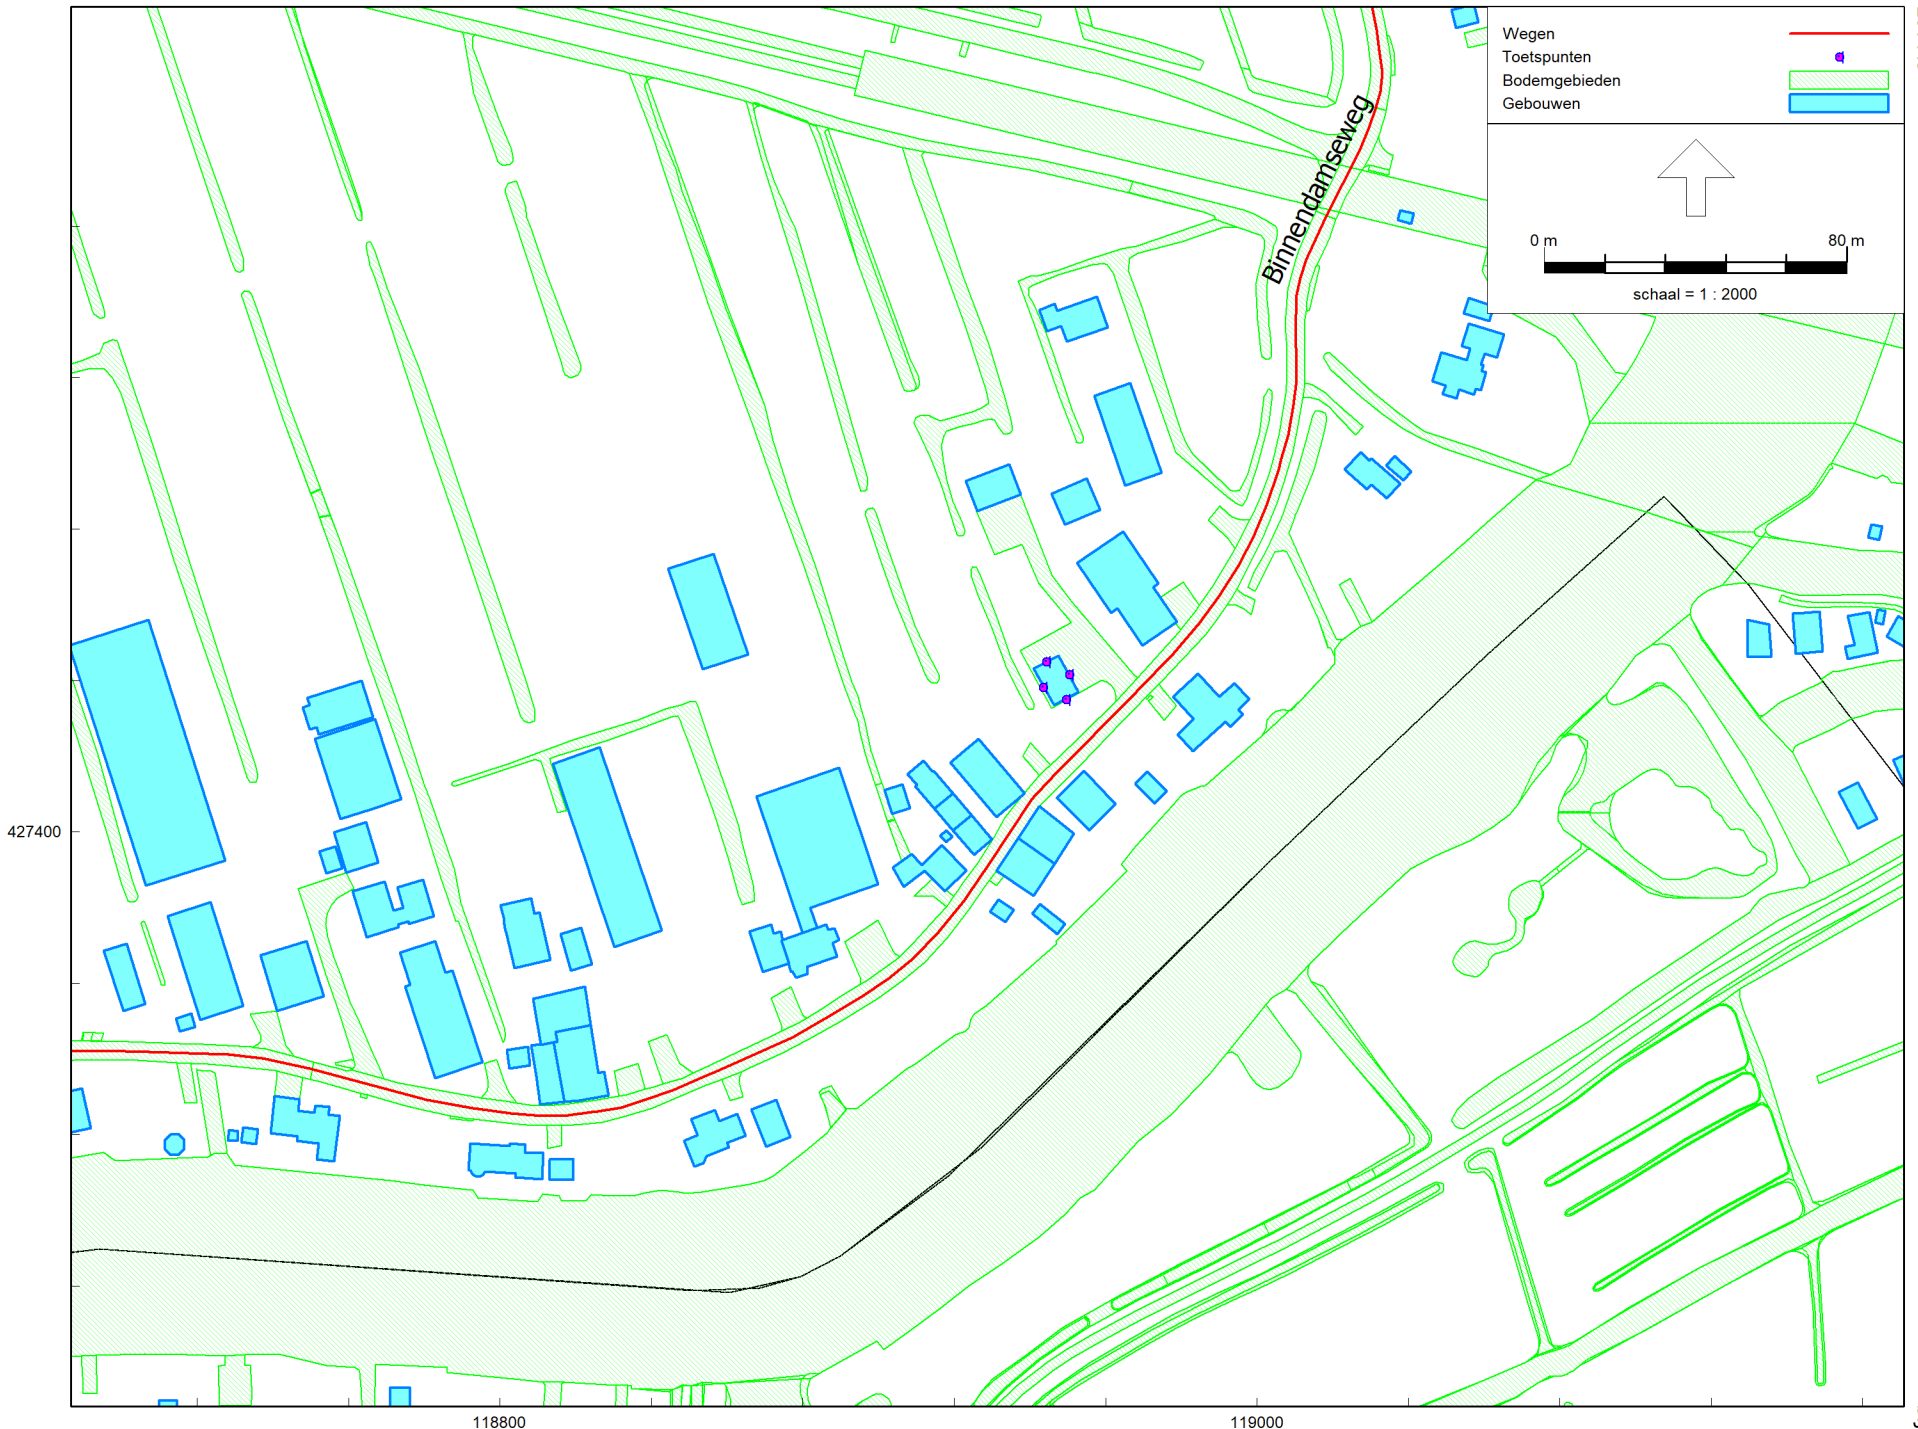 Wegen
Toetspunten
Bodemgebieden
Gebouwen
0 m 80 m
schaal = 1 : 2000
Binnendamseweg
427400
118800 119000